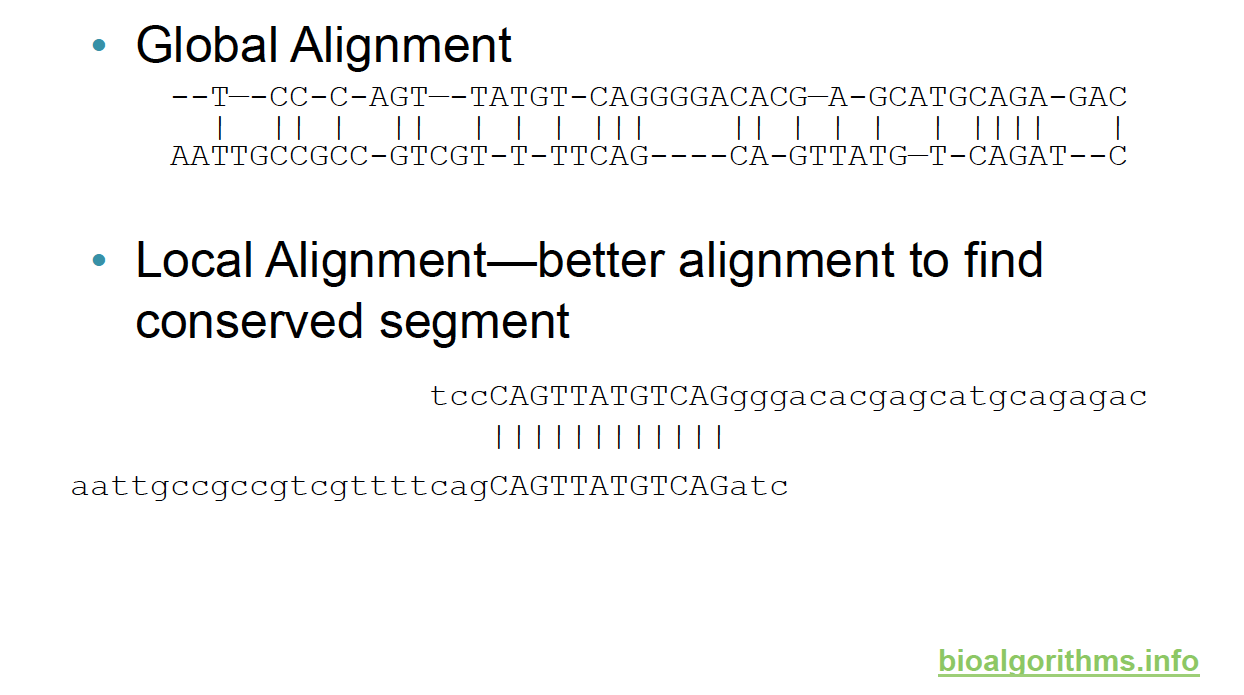 • Global Alignment
--T—-CC-C-AGT—-TATGT-CAGGGGACACG—A-GCATGCAGA-GAC
| || | || | | | ||| || | | | | |||| |
AATTGCCGCC-GTCGT-T-TTCAG----CA-GTTATG—T-CAGAT--C
• Local Alignment—better alignment to find
conserved segment
tccCAGTTATGTCAGgggacacgagcatgcagagac
||||||||||||
aattgccgccgtcgttttcagCAGTTATGTCAGatc
bioalgorithms.info